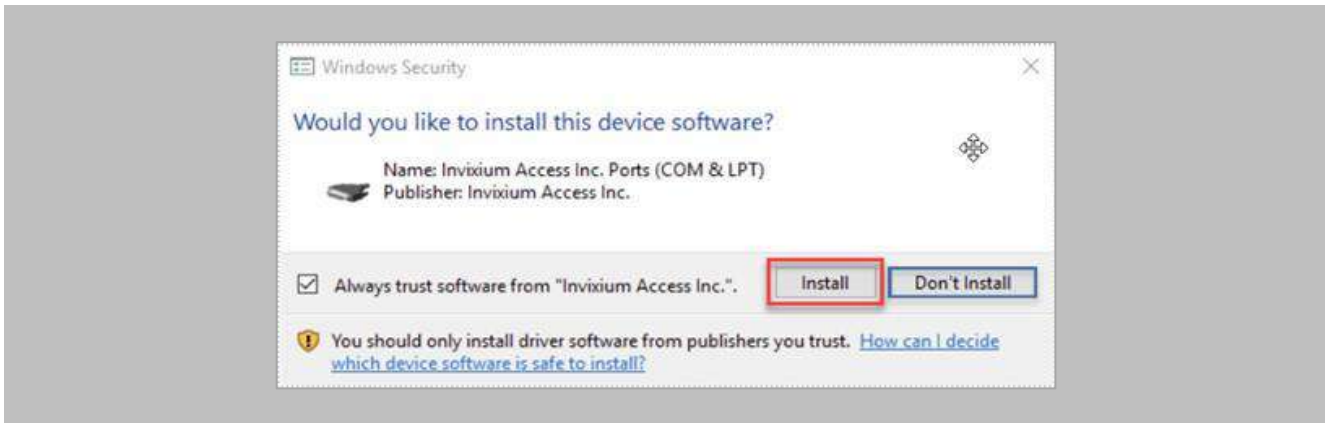 Windows Security
Would you like to install this device software?
Name: Invixium Access Inc. Ports (COM & LPT)
Publisher: Invixium Access Inc.
Always trust software from "Invixium Access Inc.".
Install
Don't Install
You should only install driver software from publishers you trust. How can I decide
which device software is safe to install?